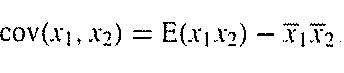 cov(x₁, x₂) = E(x₁x₂) − x̅₁x̅₂.